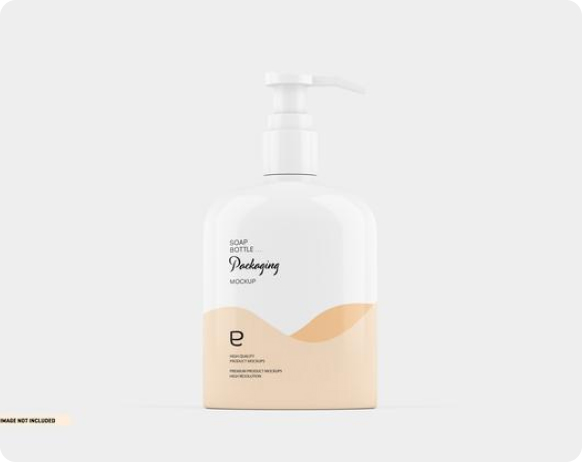 SOAP
BOTTLE
Packaging
MOCKUP
HIGH QUALITY
PRODUCT MOCKUPS
PREMIUM PRODUCT MOCKUPS
HIGH RESOLUTION
IMAGE NOT INCLUDED